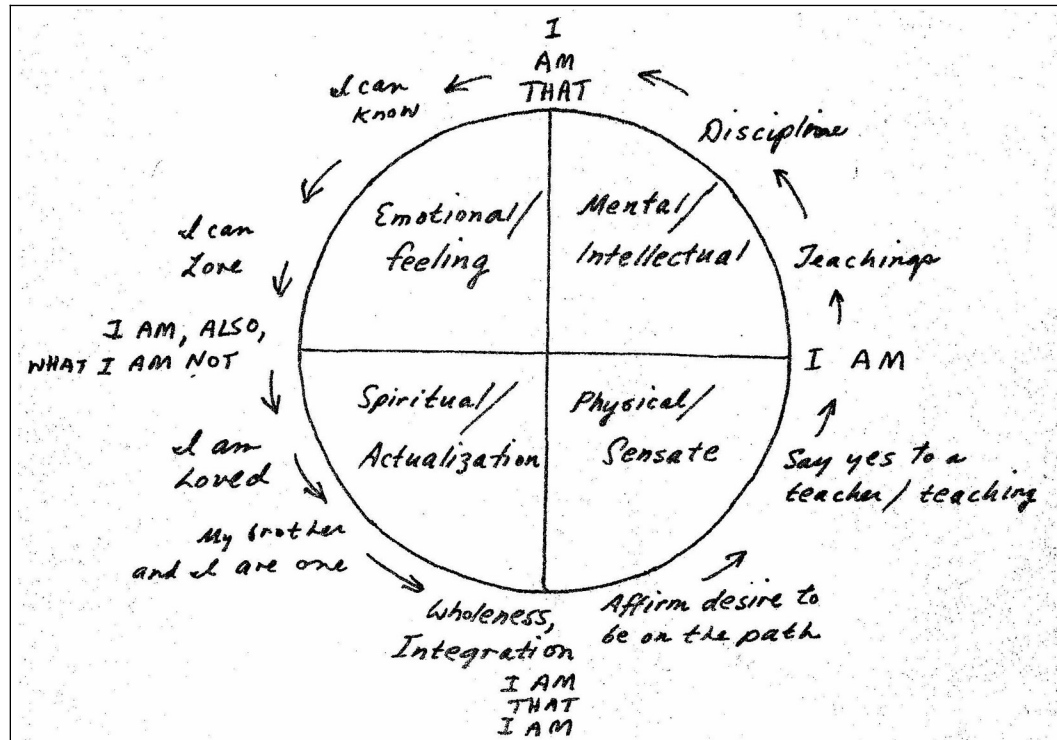 I
AM
THAT
I can
know
Discipline
Emotional/
feeling
Mental/
Intellectual
I can
Love
Teachings
I AM, ALSO,
WHAT I AM NOT
I AM
Spiritual/
Actualization
Physical/
Sensate
I am
Loved
Say yes to a
teacher/teaching
My brother
and I are one
Wholeness,
Integration
I AM
THAT
I AM
Affirm desire to
be on the path